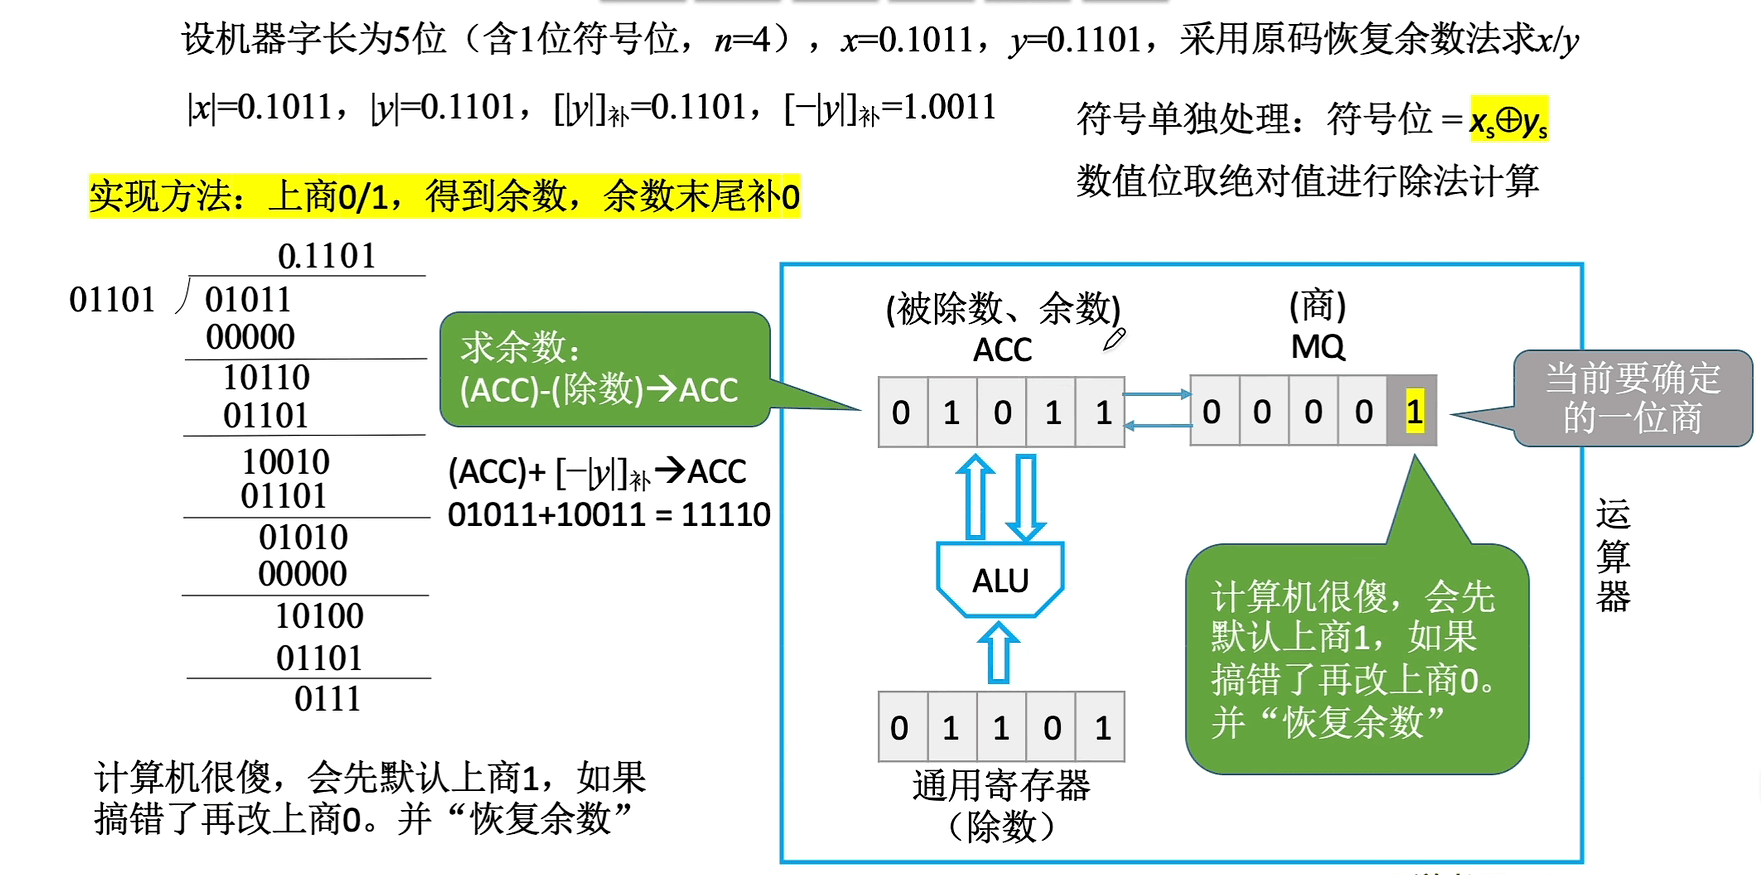 设机器字长为5位（含1位符号位，n=4），x=0.1011，y=0.1101，采用原码恢复余数法求x/y
|x|=0.1011，|y|=0.1101，[|y|]补=0.1101，[−|y|]补=1.0011
符号单独处理：符号位 = xs⊕ys
数值位取绝对值进行除法计算
实现方法：上商0/1，得到余数，余数末尾补0
0.1101
01101 01011
00000
10110
01101
10010
01101
01010
00000
10100
01101
0111
计算机很傻，会先默认上商1，如果
搞错了再改上商0。并“恢复余数”
求余数：
(ACC)-(除数)→ACC
(ACC)+ [−|y|]补→ACC
01011+10011 = 11110
(被除数、余数)
ACC
0 1 0 1 1
(商)
MQ
0 0 0 0 1
当前要确定
的一位商
ALU
0 1 1 0 1
通用寄存器
（除数）
计算机很傻，会先
默认上商1，如果
搞错了再改上商0。
并“恢复余数”
运算器